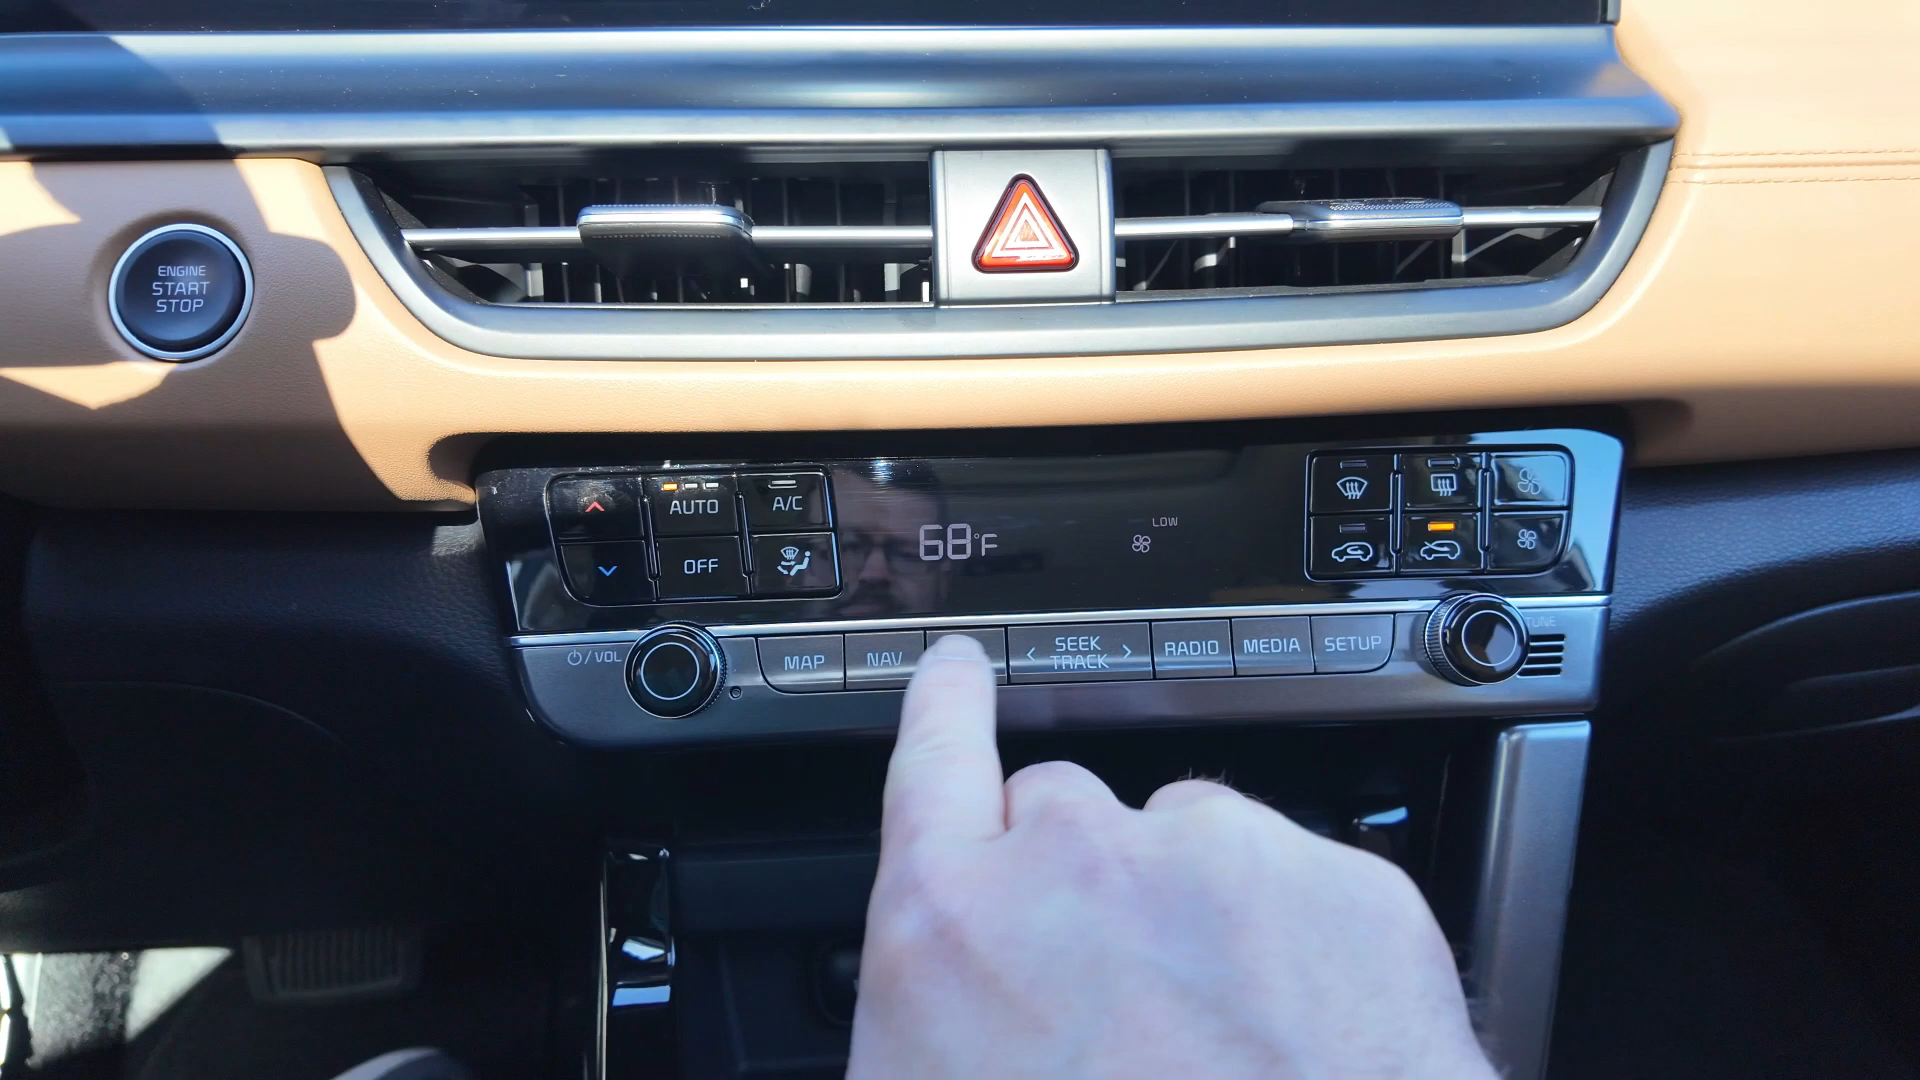 ENGINE
START
STOP
AUTO
A/C
OFF
68°F
LOW
/VOL
MAP
NAV
SEEK
TRACK
RADIO
MEDIA
SETUP
TUNE